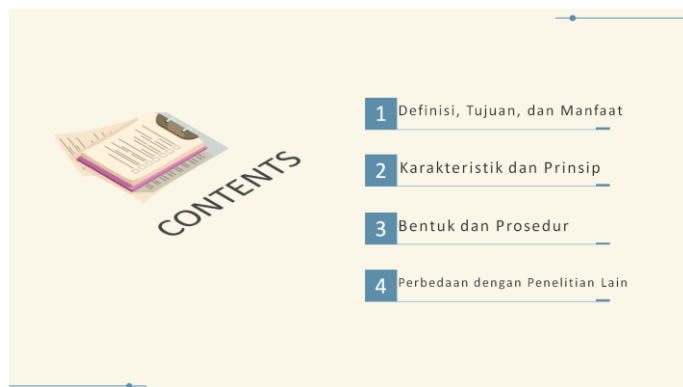 CONTENTS
1 Definisi, Tujuan, dan Manfaat
2 Karakteristik dan Prinsip
3 Bentuk dan Prosedur
4 Perbedaan dengan Penelitian Lain